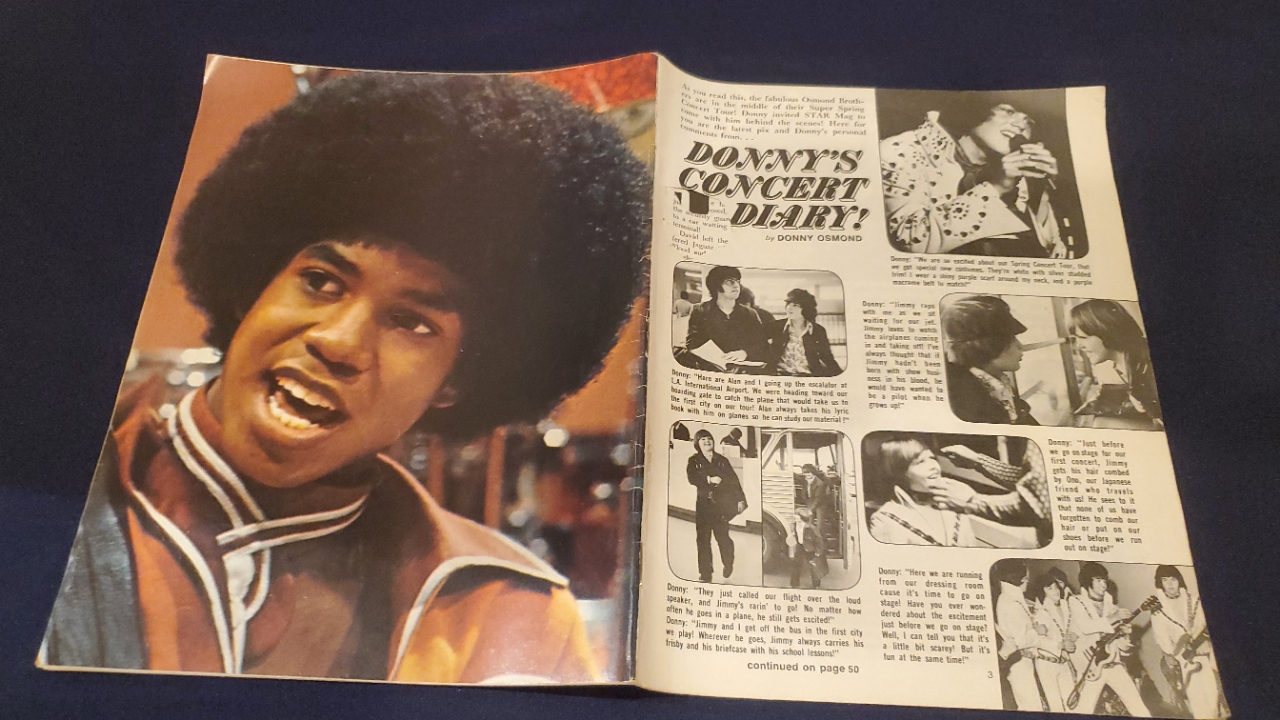 As you read this, the fabulous Osmond Broth-
ers are in the middle of their Super Spring
Concert Tour! Donny invited STAR Mag to
come with him behind the scenes! Here for
you are the latest pix and Donny's personal
comments from. . .
DONNY'S
CONCERT
DIARY!
by DONNY OSMOND
by a car waiting
terminal!
David left the
Donny: "We are so excited about our Spring Concert Tour, that
we got special new costumes. They're white with silver studded
trim! I wear a shiny purple scarf around my neck, and a purple
macrame belt to match!"
Donny: "Here are Alan and I going up the escalator at
L.A. International Airport. We were heading toward our
boarding gate to catch the plane that would take us to
the first city on our tour! Alan always takes his lyric
book with him on planes so he can study our material!"
Donny: "Jimmy raps
with me as we sit
waiting for our jet.
Jimmy loves to watch
the airplanes coming
in and taking off! I've
always thought that if
Jimmy hadn't been
born with show busi-
ness in his blood, he
would have wanted to
be a pilot when he
grows up!"
Donny: "Just before
we go on stage for our
first concert, Jimmy
gets his hair combed
by Ono, our Japanese
friend who travels
with us! He sees to it
that none of us have
forgotten to comb our
hair or put on our
shoes before we run
out on stage!"
Donny: "They just called our flight over the loud
speaker, and Jimmy's rarin' to go! No matter how
often he goes in a plane, he still gets excited!"
Donny: "Jimmy and I get off the bus in the first city
we play! Wherever he goes, Jimmy always carries his
frisby and his briefcase with his school lessons!"
continued on page 50
Donny: "Here we are running
from our dressing room
cause it's time to go on
stage! Have you ever won-
dered about the excitement
just before we go on stage?
Well, I can tell you that it's
a little bit scarey! But it's
fun at the same time!"
3